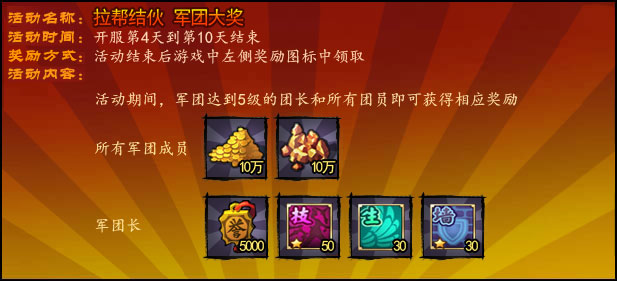 活动名称： 拉帮结伙 军团大奖
活动时间： 开服第4天到第10天结束
奖励方式： 活动结束后游戏中左侧奖励图标中领取
活动内容：
活动期间，军团达到5级的团长和所有团员即可获得相应奖励
所有军团成员 10万 10万
军团长 誉 5000 技 50 生 30 墙 30